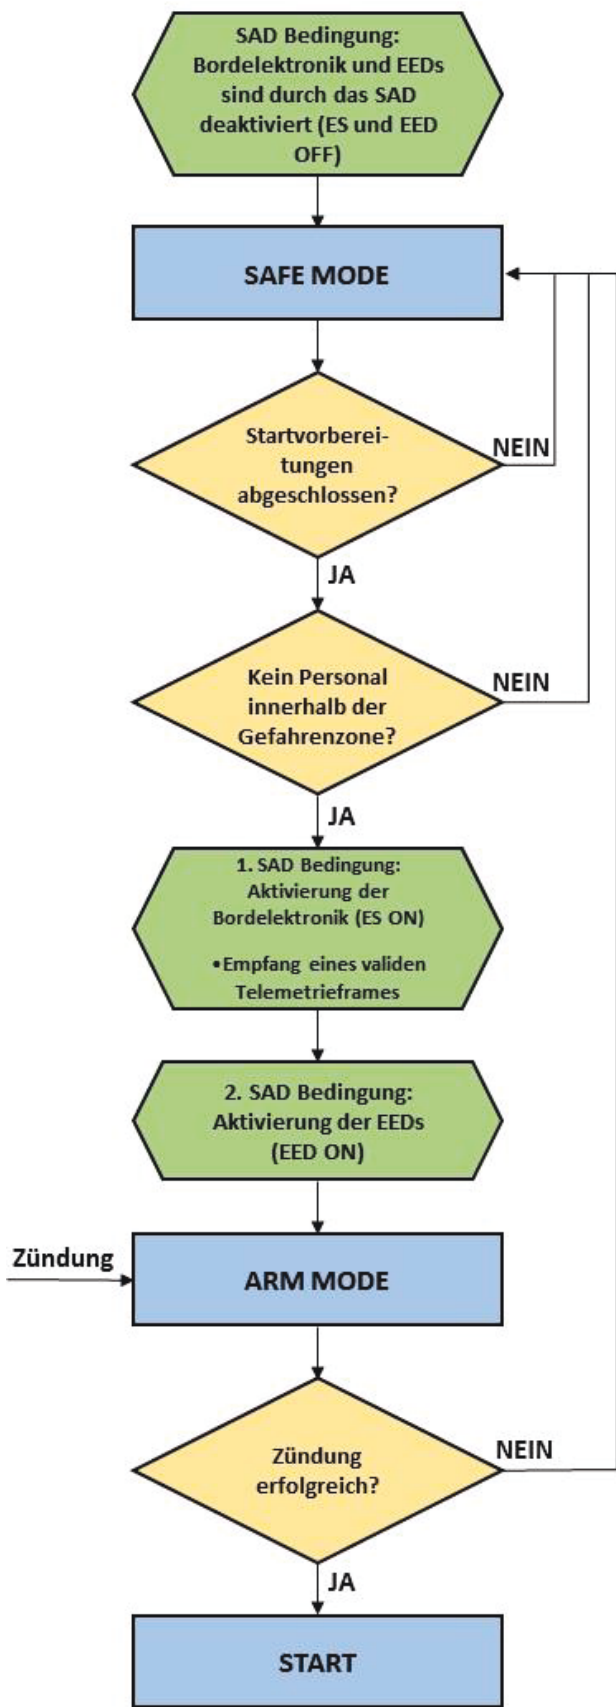 SAD Bedingung:
Bordelektronik und EEDs
sind durch das SAD
deaktiviert (ES und EED
OFF)
SAFE MODE
Startvorberei-
tungen
abgeschlossen?
NEIN
JA
Kein Personal
innerhalb der
Gefahrenzone?
NEIN
JA
1. SAD Bedingung:
Aktivierung der
Bordelektronik (ES ON)
•Empfang eines validen
Telemetrieframes
2. SAD Bedingung:
Aktivierung der EEDs
(EED ON)
Zündung
ARM MODE
Zündung
erfolgreich?
NEIN
JA
START